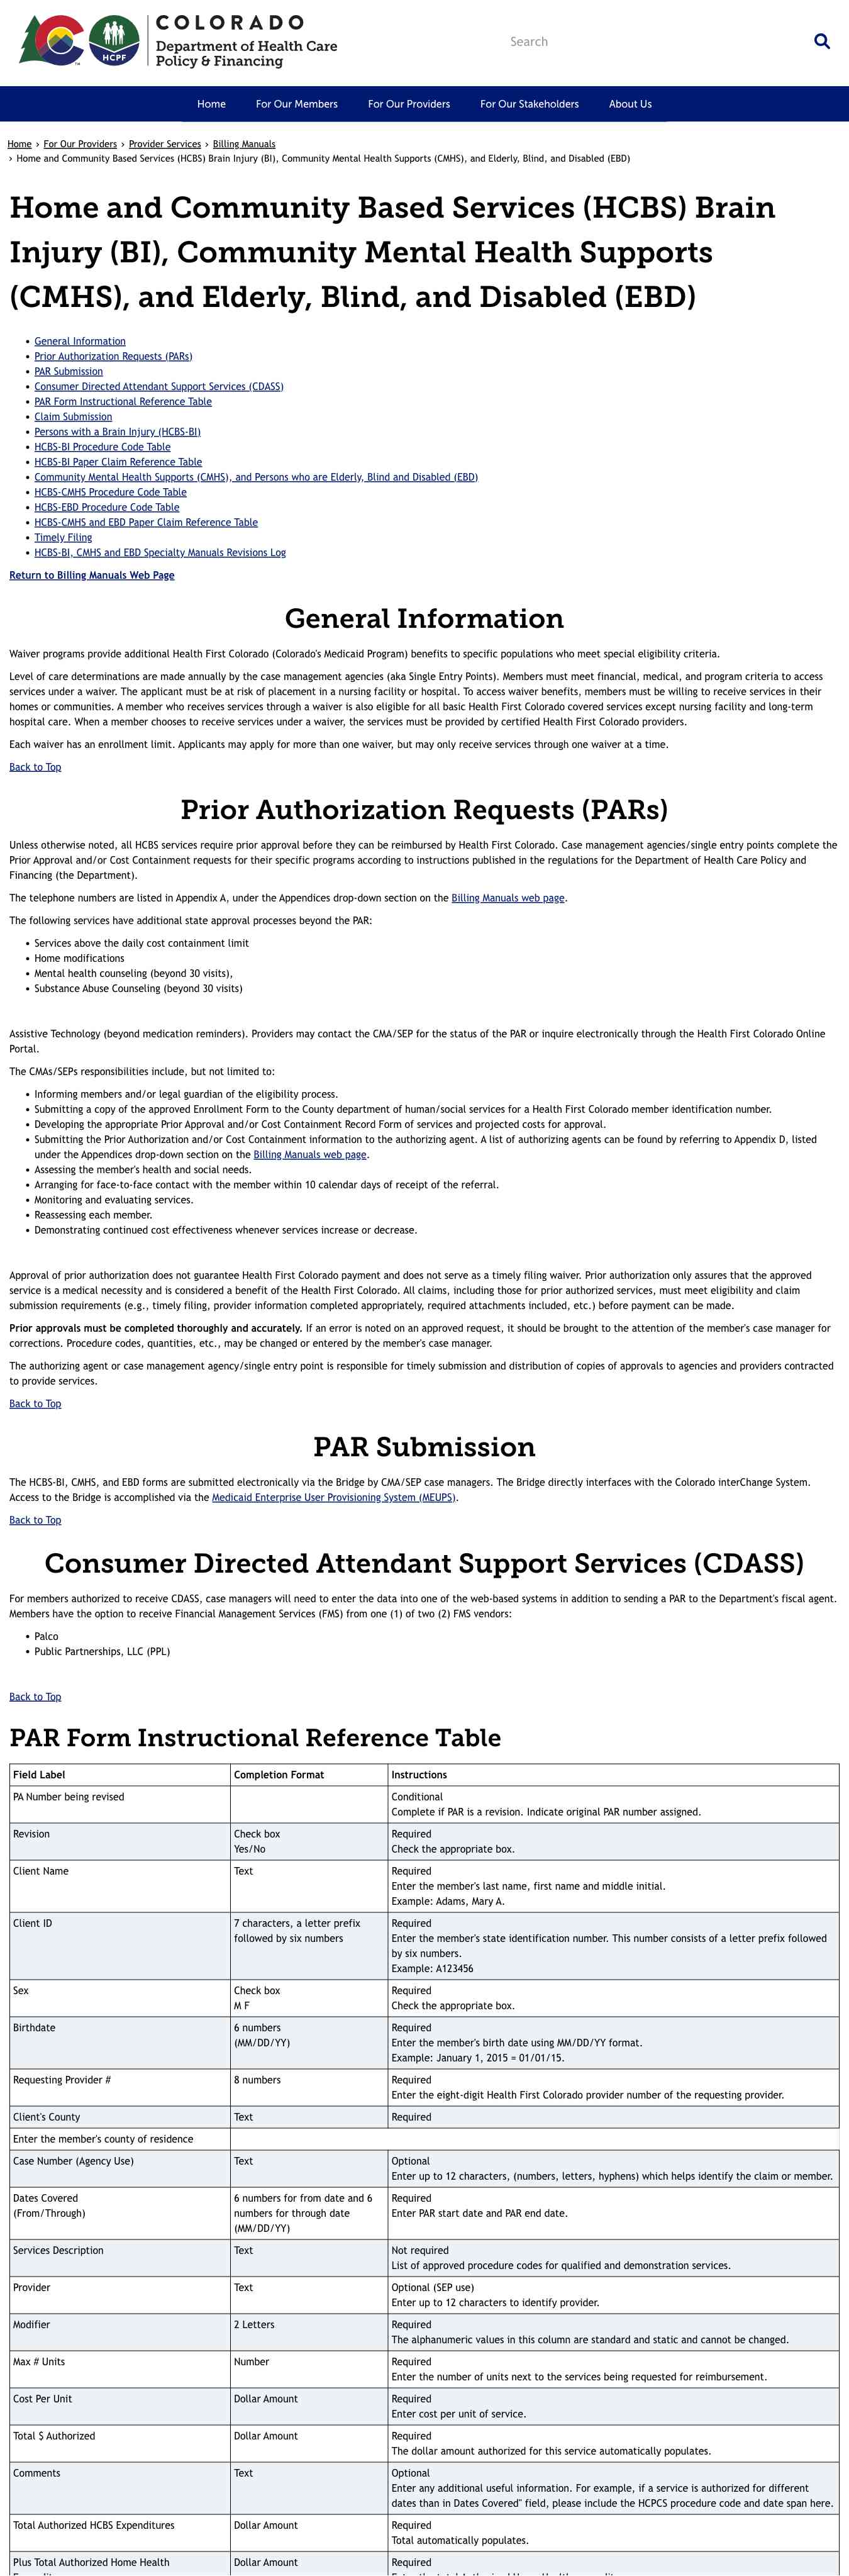 COLORADO
Department of Health Care
Policy & Financing
HCPF
TM
Search
Home
For Our Members
For Our Providers
For Our Stakeholders
About Us
Home › For Our Providers › Provider Services › Billing Manuals
› Home and Community Based Services (HCBS) Brain Injury (BI), Community Mental Health Supports (CMHS), and Elderly, Blind, and Disabled (EBD)
Home and Community Based Services (HCBS) Brain
Injury (BI), Community Mental Health Supports
(CMHS), and Elderly, Blind, and Disabled (EBD)
• General Information
• Prior Authorization Requests (PARs)
• PAR Submission
• Consumer Directed Attendant Support Services (CDASS)
• PAR Form Instructional Reference Table
• Claim Submission
• Persons with a Brain Injury (HCBS-BI)
• HCBS-BI Procedure Code Table
• HCBS-BI Paper Claim Reference Table
• Community Mental Health Supports (CMHS), and Persons who are Elderly, Blind and Disabled (EBD)
• HCBS-CMHS Procedure Code Table
• HCBS-EBD Procedure Code Table
• HCBS-CMHS and EBD Paper Claim Reference Table
• Timely Filing
• HCBS-BI, CMHS and EBD Specialty Manuals Revisions Log
Return to Billing Manuals Web Page
General Information
Waiver programs provide additional Health First Colorado (Colorado's Medicaid Program) benefits to specific populations who meet special eligibility criteria.
Level of care determinations are made annually by the case management agencies (aka Single Entry Points). Members must meet financial, medical, and program criteria to access
services under a waiver. The applicant must be at risk of placement in a nursing facility or hospital. To access waiver benefits, members must be willing to receive services in their
homes or communities. A member who receives services through a waiver is also eligible for all basic Health First Colorado covered services except nursing facility and long-term
hospital care. When a member chooses to receive services under a waiver, the services must be provided by certified Health First Colorado providers.
Each waiver has an enrollment limit. Applicants may apply for more than one waiver, but may only receive services through one waiver at a time.
Back to Top
Prior Authorization Requests (PARs)
Unless otherwise noted, all HCBS services require prior approval before they can be reimbursed by Health First Colorado. Case management agencies/single entry points complete the
Prior Approval and/or Cost Containment requests for their specific programs according to instructions published in the regulations for the Department of Health Care Policy and
Financing (the Department).
The telephone numbers are listed in Appendix A, under the Appendices drop-down section on the Billing Manuals web page.
The following services have additional state approval processes beyond the PAR:
• Services above the daily cost containment limit
• Home modifications
• Mental health counseling (beyond 30 visits),
• Substance Abuse Counseling (beyond 30 visits)
Assistive Technology (beyond medication reminders). Providers may contact the CMA/SEP for the status of the PAR or inquire electronically through the Health First Colorado Online
Portal.
The CMAs/SEPs responsibilities include, but not limited to:
• Informing members and/or legal guardian of the eligibility process.
• Submitting a copy of the approved Enrollment Form to the County department of human/social services for a Health First Colorado member identification number.
• Developing the appropriate Prior Approval and/or Cost Containment Record Form of services and projected costs for approval.
• Submitting the Prior Authorization and/or Cost Containment information to the authorizing agent. A list of authorizing agents can be found by referring to Appendix D, listed
under the Appendices drop-down section on the Billing Manuals web page.
• Assessing the member's health and social needs.
• Arranging for face-to-face contact with the member within 10 calendar days of receipt of the referral.
• Monitoring and evaluating services.
• Reassessing each member.
• Demonstrating continued cost effectiveness whenever services increase or decrease.
Approval of prior authorization does not guarantee Health First Colorado payment and does not serve as a timely filing waiver. Prior authorization only assures that the approved
service is a medical necessity and is considered a benefit of the Health First Colorado. All claims, including those for prior authorized services, must meet eligibility and claim
submission requirements (e.g., timely filing, provider information completed appropriately, required attachments included, etc.) before payment can be made.
Prior approvals must be completed thoroughly and accurately. If an error is noted on an approved request, it should be brought to the attention of the member's case manager for
corrections. Procedure codes, quantities, etc., may be changed or entered by the member's case manager.
The authorizing agent or case management agency/single entry point is responsible for timely submission and distribution of copies of approvals to agencies and providers contracted
to provide services.
Back to Top
PAR Submission
The HCBS-BI, CMHS, and EBD forms are submitted electronically via the Bridge by CMA/SEP case managers. The Bridge directly interfaces with the Colorado interChange System.
Access to the Bridge is accomplished via the Medicaid Enterprise User Provisioning System (MEUPS).
Back to Top
Consumer Directed Attendant Support Services (CDASS)
For members authorized to receive CDASS, case managers will need to enter the data into one of the web-based systems in addition to sending a PAR to the Department's fiscal agent.
Members have the option to receive Financial Management Services (FMS) from one (1) of two (2) FMS vendors:
• Palco
• Public Partnerships, LLC (PPL)
Back to Top
PAR Form Instructional Reference Table
Field Label Completion Format Instructions
PA Number being revised Conditional
Complete if PAR is a revision. Indicate original PAR number assigned.
Revision Check box Required
Yes/No Check the appropriate box.
Client Name Text Required
Enter the member's last name, first name and middle initial.
Example: Adams, Mary A.
Client ID 7 characters, a letter prefix Required
followed by six numbers Enter the member's state identification number. This number consists of a letter prefix followed
by six numbers.
Example: A123456
Sex Check box Required
M F Check the appropriate box.
Birthdate 6 numbers Required
(MM/DD/YY) Enter the member's birth date using MM/DD/YY format.
Example: January 1, 2015 = 01/01/15.
Requesting Provider # 8 numbers Required
Enter the eight-digit Health First Colorado provider number of the requesting provider.
Client's County Text Required
Enter the member's county of residence
Case Number (Agency Use) Text Optional
Enter up to 12 characters, (numbers, letters, hyphens) which helps identify the claim or member.
Dates Covered 6 numbers for from date and 6 Required
(From/Through) numbers for through date Enter PAR start date and PAR end date.
(MM/DD/YY)
Services Description Text Not required
List of approved procedure codes for qualified and demonstration services.
Provider Text Optional (SEP use)
Enter up to 12 characters to identify provider.
Modifier 2 Letters Required
The alphanumeric values in this column are standard and static and cannot be changed.
Max # Units Number Required
Enter the number of units next to the services being requested for reimbursement.
Cost Per Unit Dollar Amount Required
Enter cost per unit of service.
Total $ Authorized Dollar Amount Required
The dollar amount authorized for this service automatically populates.
Comments Text Optional
Enter any additional useful information. For example, if a service is authorized for different
dates than in Dates Covered" field, please include the HCPCS procedure code and date span here.
Total Authorized HCBS Expenditures Dollar Amount Required
Total automatically populates.
Plus Total Authorized Home Health Dollar Amount Required